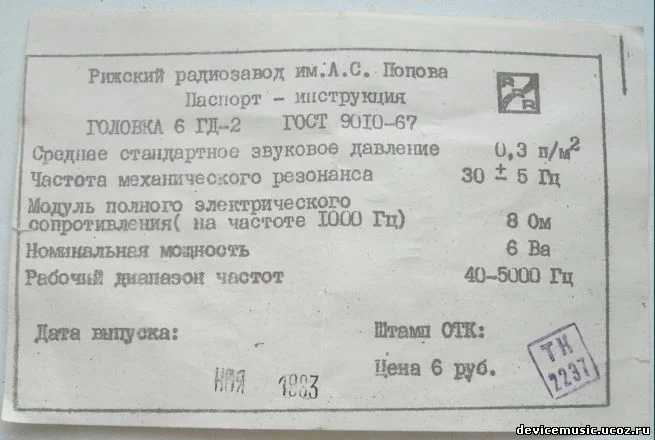 Рижский радиозавод им.А.С. Попова
Паспорт - инструкция
RRR
ГОЛОВКА 6 ГД-2 ГОСТ 9010-67
Среднее стандартное звуковое давление 0,3 п/м²
Частота механического резонанса 30 ± 5 Гц
Модуль полного электрического
сопротивления( на частоте 1000 Гц) 8 Ом
Номинальная мощность 6 Ва
Рабочий диапазон частот 40-5000 Гц
Дата выпуска: Штамп ОТК:
Цена 6 руб.
ТК
2237
1983
devicemusic.ucoz.ru